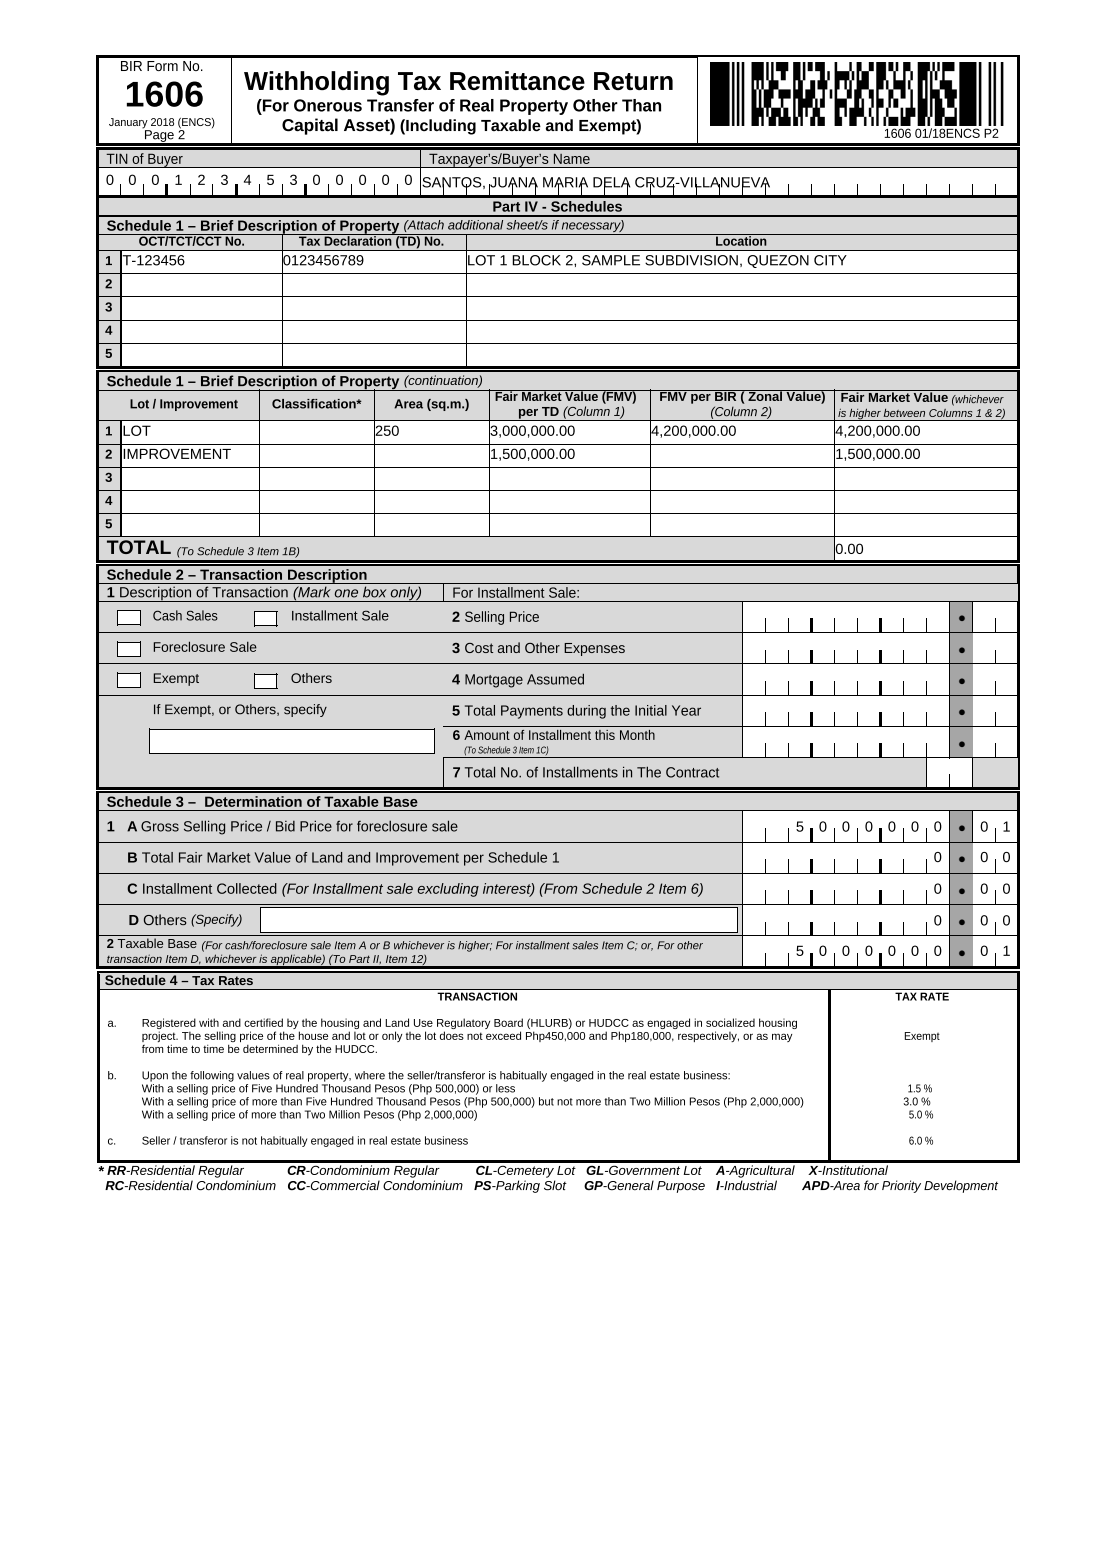 BIR Form No.
1606
January 2018 (ENCS)
Page 2
Withholding Tax Remittance Return
(For Onerous Transfer of Real Property Other Than
Capital Asset) (Including Taxable and Exempt)
1606 01/18ENCS P2
TIN of Buyer Taxpayer's/Buyer's Name
0 0 0 1 2 3 4 5 3 0 0 0 0 0 SANTOS, JUANA MARIA DELA CRUZ-VILLANUEVA
Part IV - Schedules
Schedule 1 – Brief Description of Property (Attach additional sheet/s if necessary)
OCT/TCT/CCT No. Tax Declaration (TD) No. Location
1 T-123456 0123456789 LOT 1 BLOCK 2, SAMPLE SUBDIVISION, QUEZON CITY
2
3
4
5
Schedule 1 – Brief Description of Property (continuation)
Lot / Improvement Classification* Area (sq.m.) Fair Market Value (FMV) per TD (Column 1) FMV per BIR ( Zonal Value) (Column 2) Fair Market Value (whichever is higher between Columns 1 & 2)
1 LOT 250 3,000,000.00 4,200,000.00 4,200,000.00
2 IMPROVEMENT 1,500,000.00 1,500,000.00
3
4
5
TOTAL (To Schedule 3 Item 1B) 0.00
Schedule 2 – Transaction Description
1 Description of Transaction (Mark one box only) For Installment Sale:
Cash Sales Installment Sale 2 Selling Price
Foreclosure Sale 3 Cost and Other Expenses
Exempt Others 4 Mortgage Assumed
If Exempt, or Others, specify 5 Total Payments during the Initial Year
6 Amount of Installment this Month
(To Schedule 3 Item 1C)
7 Total No. of Installments in The Contract
Schedule 3 – Determination of Taxable Base
1 A Gross Selling Price / Bid Price for foreclosure sale 5 0 0 0 0 0 0 ● 0 1
B Total Fair Market Value of Land and Improvement per Schedule 1 0 ● 0 0
C Installment Collected (For Installment sale excluding interest) (From Schedule 2 Item 6) 0 ● 0 0
D Others (Specify) 0 ● 0 0
2 Taxable Base (For cash/foreclosure sale Item A or B whichever is higher; For installment sales Item C; or, For other
transaction Item D, whichever is applicable) (To Part II, Item 12) 5 0 0 0 0 0 0 ● 0 1
Schedule 4 – Tax Rates
TRANSACTION TAX RATE
a. Registered with and certified by the housing and Land Use Regulatory Board (HLURB) or HUDCC as engaged in socialized housing
project. The selling price of the house and lot or only the lot does not exceed Php450,000 and Php180,000, respectively, or as may Exempt
from time to time be determined by the HUDCC.
b. Upon the following values of real property, where the seller/transferor is habitually engaged in the real estate business:
With a selling price of Five Hundred Thousand Pesos (Php 500,000) or less 1.5 %
With a selling price of more than Five Hundred Thousand Pesos (Php 500,000) but not more than Two Million Pesos (Php 2,000,000) 3.0 %
With a selling price of more than Two Million Pesos (Php 2,000,000) 5.0 %
c. Seller / transferor is not habitually engaged in real estate business 6.0 %
* RR-Residential Regular CR-Condominium Regular CL-Cemetery Lot GL-Government Lot A-Agricultural X-Institutional
RC-Residential Condominium CC-Commercial Condominium PS-Parking Slot GP-General Purpose I-Industrial APD-Area for Priority Development